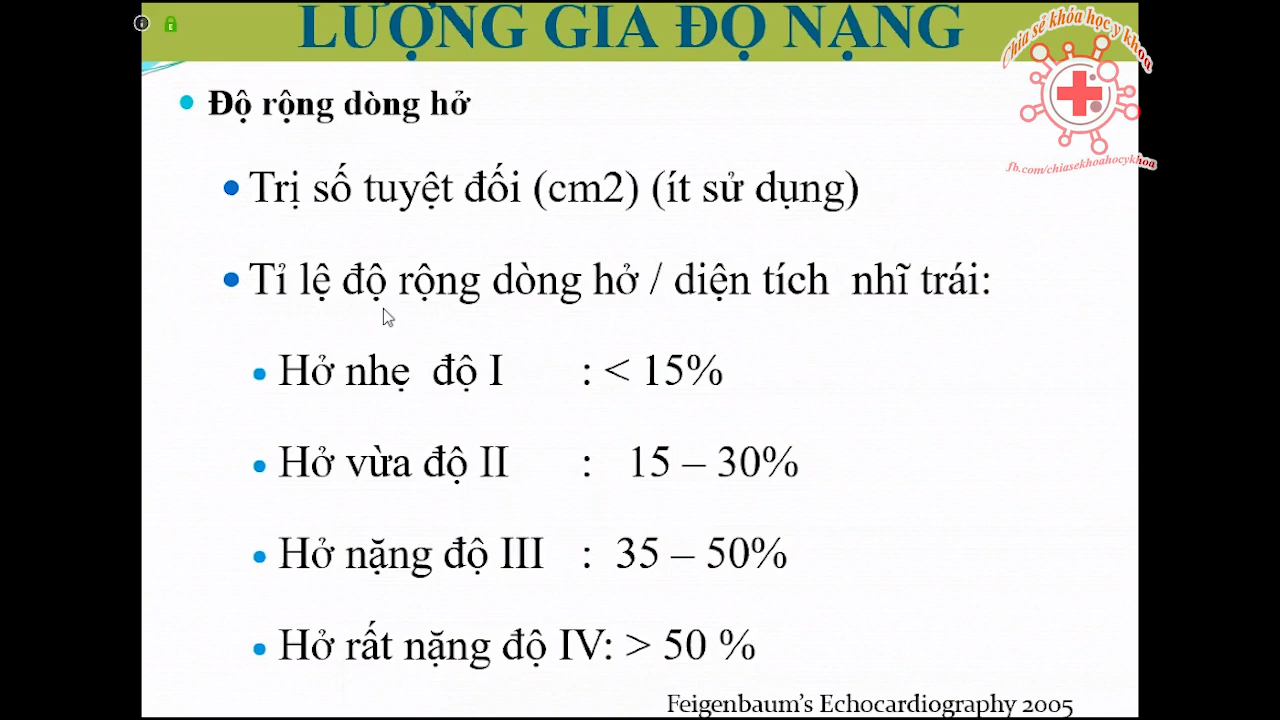 LƯỢNG GIA ĐỘ NẶNG
Chia sẻ khóa học y khoa
Độ rộng dòng hở
fb.com/chiasekhoahocykhoa
Trị số tuyệt đối (cm2) (ít sử dụng)
Tỉ lệ độ rộng dòng hở / diện tích nhĩ trái:
Hở nhẹ độ I : < 15%
Hở vừa độ II : 15 – 30%
Hở nặng độ III : 35 – 50%
Hở rất nặng độ IV: > 50 %
Feigenbaum's Echocardiography 2005